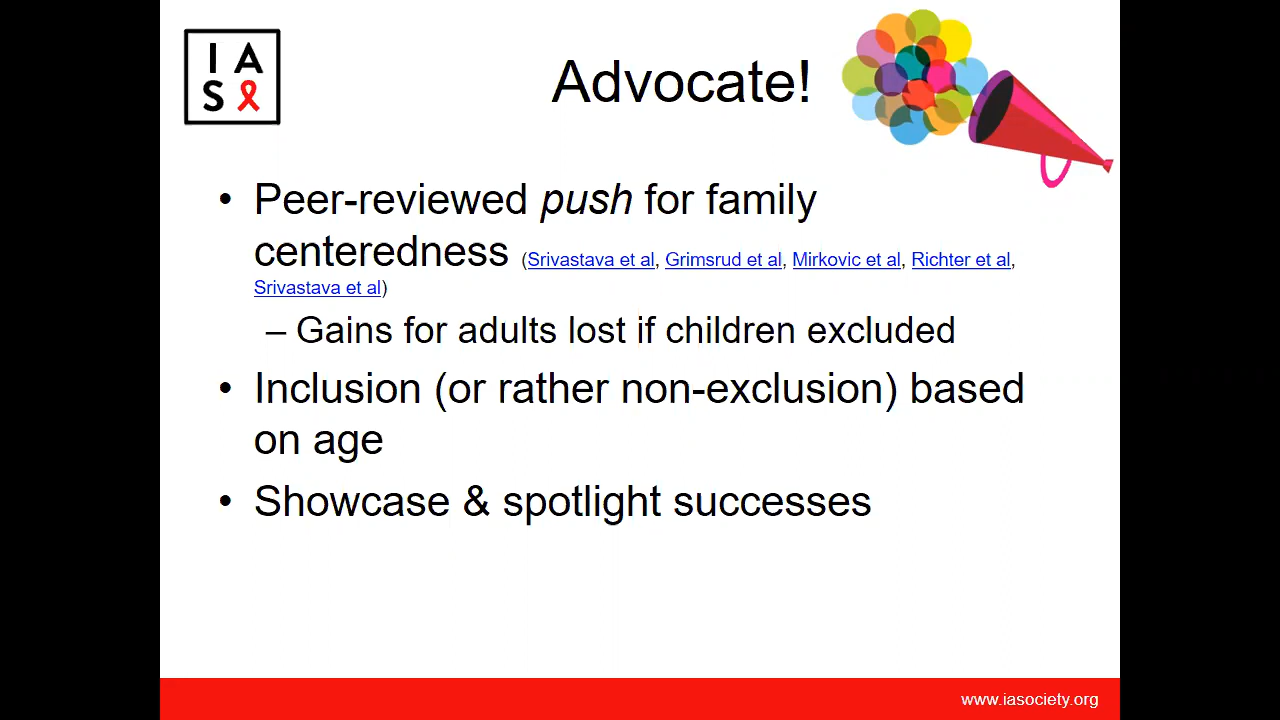 I A
S
Advocate!
• Peer-reviewed push for family
centeredness (Srivastava et al, Grimsrud et al, Mirkovic et al, Richter et al,
Srivastava et al)
– Gains for adults lost if children excluded
• Inclusion (or rather non-exclusion) based
on age
• Showcase & spotlight successes
www.iasociety.org